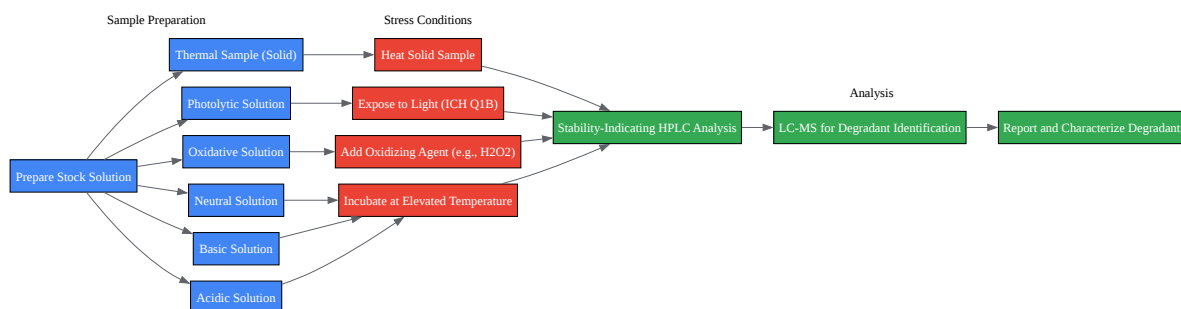 Sample Preparation
Stress Conditions
Thermal Sample (Solid)
Heat Solid Sample
Analysis
Photolytic Solution
Expose to Light (ICH Q1B)
Stability-Indicating HPLC Analysis
LC-MS for Degradant Identification
Report and Characterize Degradant
Oxidative Solution
Add Oxidizing Agent (e.g., H2O2)
Prepare Stock Solution
Neutral Solution
Incubate at Elevated Temperature
Basic Solution
Acidic Solution